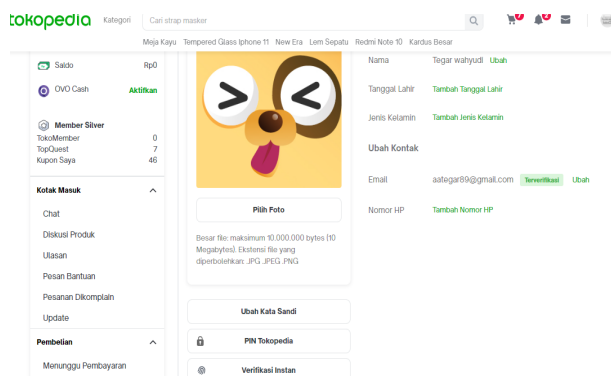 tokopedia Kategori Cari strap masker
Meja Kayu Tempered Glass Iphone 11 New Era Lem Sepatu Redmi Note 10 Kardus Besar
Saldo Rp0
OVO Cash Aktifkan
Member Silver
TokoMember 0
TopQuest 7
Kupon Saya 46
Kotak Masuk
Chat
Diskusi Produk
Ulasan
Pesan Bantuan
Pesanan Dikomplain
Update
Pembelian
Menunggu Pembayaran
Pilih Foto
Besar file: maksimum 10.000.000 bytes (10
Megabytes). Ekstensi file yang
diperbolehkan: .JPG .JPEG .PNG
Ubah Kata Sandi
PIN Tokopedia
Verifikasi Instan
Nama Tegar wahyudi Ubah
Tanggal Lahir Tambah Tanggal Lahir
Jenis Kelamin Tambah Jenis Kelamin
Ubah Kontak
Email aategar89@gmail.com Terverifikasi Ubah
Nomor HP Tambah Nomor HP